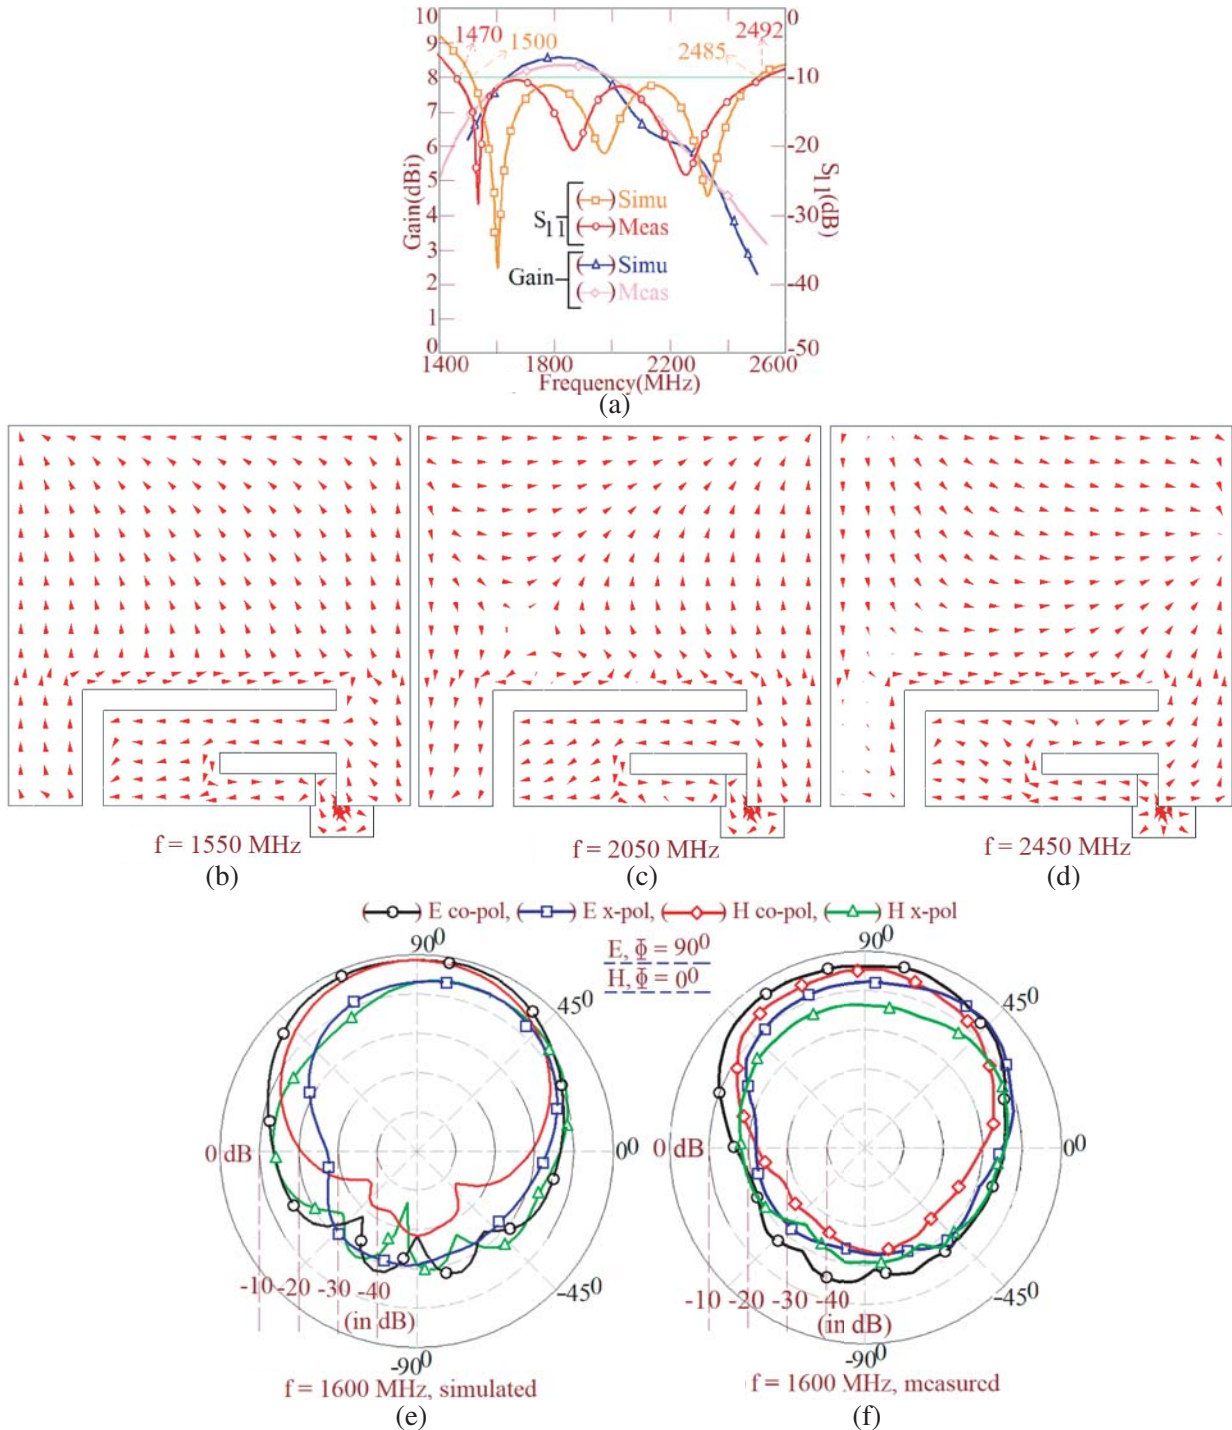 10
9
8
7
6
5
4
3
2
1
0
Gain(dBi)
0
-10
-20
-30
-40
-50
S11(dB)
1470
1500
2485
2492
S11
Simu
Meas
Gain
Simu
Meas
1400
1800
2200
2600
Frequency(MHz)
(a)
f = 1550 MHz
f = 2050 MHz
f = 2450 MHz
(b)
(c)
(d)
E co-pol, E x-pol, H co-pol, H x-pol
E, Φ = 90⁰
H, Φ = 0⁰
90⁰
45⁰
0⁰
-45⁰
-90⁰
0 dB
-10
-20
-30
-40
(in dB)
f = 1600 MHz, simulated
(e)
90⁰
45⁰
0⁰
-45⁰
-90⁰
0 dB
-10
-20
-30
-40
(in dB)
f = 1600 MHz, measured
(f)